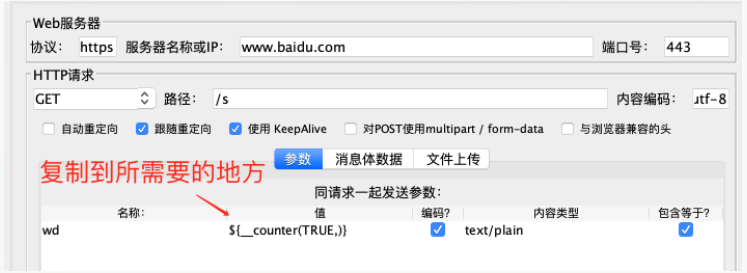 Web服务器
协议： https 服务器名称或IP： www.baidu.com 端口号： 443
HTTP请求
GET 路径： /s 内容编码： utf-8
自动重定向 跟随重定向 使用 KeepAlive 对POST使用multipart / form-data 与浏览器兼容的头
参数 消息体数据 文件上传
复制到所需要的地方
同请求一起发送参数：
名称： 值 编码? 内容类型 包含等于?
wd ${__counter(TRUE,)} text/plain